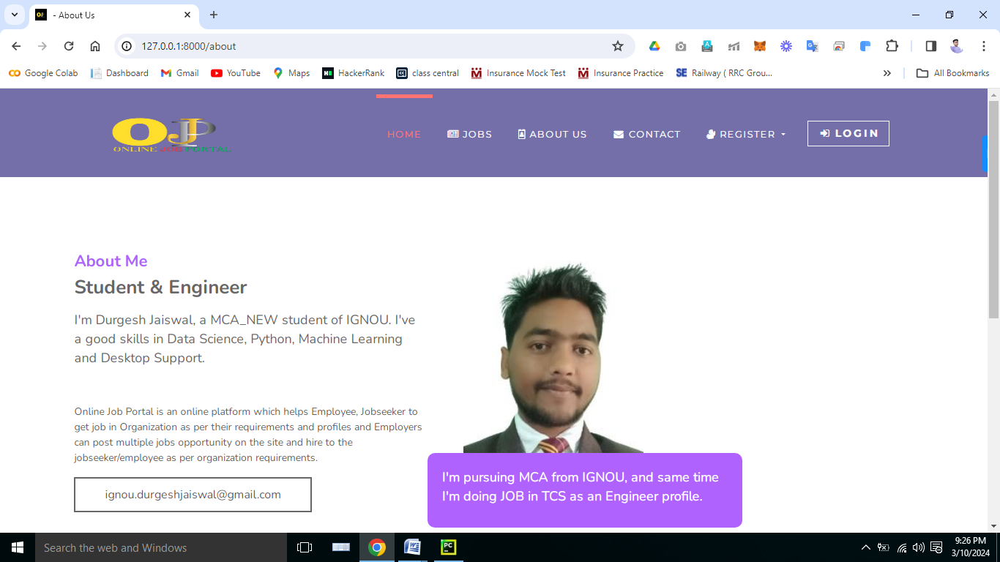 - About Us
127.0.0.1:8000/about
Google Colab
Dashboard
Gmail
YouTube
Maps
HackerRank
class central
Insurance Mock Test
Insurance Practice
Railway ( RRC Grou...
All Bookmarks
OJP
ONLINE JOB PORTAL
HOME
JOBS
ABOUT US
CONTACT
REGISTER
LOGIN
About Me
Student & Engineer
I'm Durgesh Jaiswal, a MCA_NEW student of IGNOU. I've
a good skills in Data Science, Python, Machine Learning
and Desktop Support.
Online Job Portal is an online platform which helps Employee, Jobseeker to
get job in Organization as per their requirements and profiles and Employers
can post multiple jobs opportunity on the site and hire to the
jobseeker/employee as per organization requirements.
ignou.durgeshjaiswal@gmail.com
I'm pursuing MCA from IGNOU, and same time
I'm doing JOB in TCS as an Engineer profile.
Search the web and Windows
9:26 PM
3/10/2024